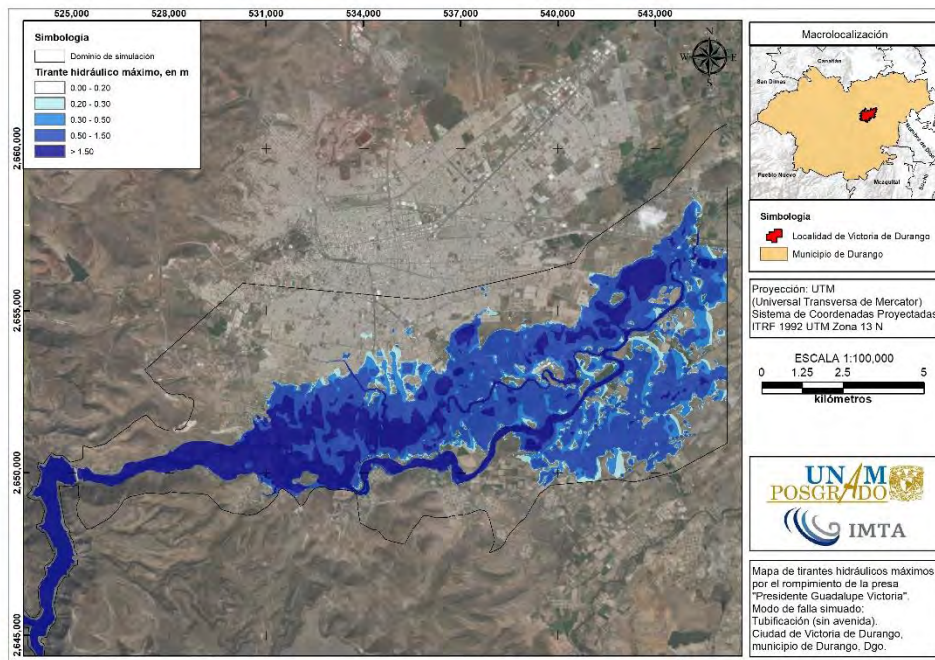 525,000
528,000
531,000
534,000
537,000
540,000
543,000
2,660,000
2,655,000
2,650,000
2,645,000
Simbología
Dominio de simulación
Tirante hidráulico máximo, en m
0.00 - 0.20
0.20 - 0.30
0.30 - 0.50
0.50 - 1.50
> 1.50
N
W
E
S
Macrolocalización
Canatlán
San Dimas
Nombre de Dios
Pueblo Nuevo
Mezquital
Súchil
Simbología
Localidad de Victoria de Durango
Municipio de Durango
Proyección: UTM
(Universal Transversa de Mercator)
Sistema de Coordenadas Proyectadas
ITRF 1992 UTM Zona 13 N
ESCALA 1:100,000
0 1.25 2.5 5
kilómetros
UNAM
POSGRADO
IMTA
Mapa de tirantes hidráulicos máximos
por el rompimiento de la presa
"Presidente Guadalupe Victoria".
Modo de falla simuado:
Tubificación (sin avenida).
Ciudad de Victoria de Durango,
municipio de Durango, Dgo.